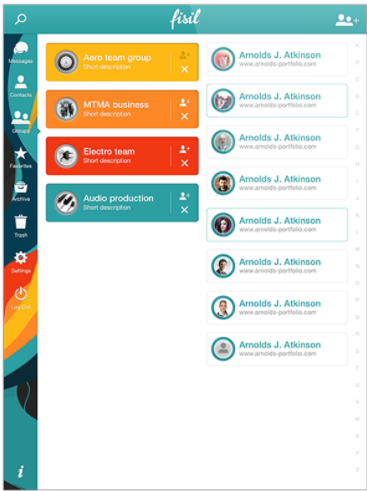 fisil
Messages
Contacts
Groups
Favorites
Archive
Trash
Settings
Log Out
i
Aero team group
Short description
MTMA business
Short description
Electro team
Short description
Audio production
Short description
Arnolds J. Atkinson
www.arnolds-portfolio.com
Arnolds J. Atkinson
www.arnolds-portfolio.com
Arnolds J. Atkinson
www.arnolds-portfolio.com
Arnolds J. Atkinson
www.arnolds-portfolio.com
Arnolds J. Atkinson
www.arnolds-portfolio.com
Arnolds J. Atkinson
www.arnolds-portfolio.com
Arnolds J. Atkinson
www.arnolds-portfolio.com
Arnolds J. Atkinson
www.arnolds-portfolio.com